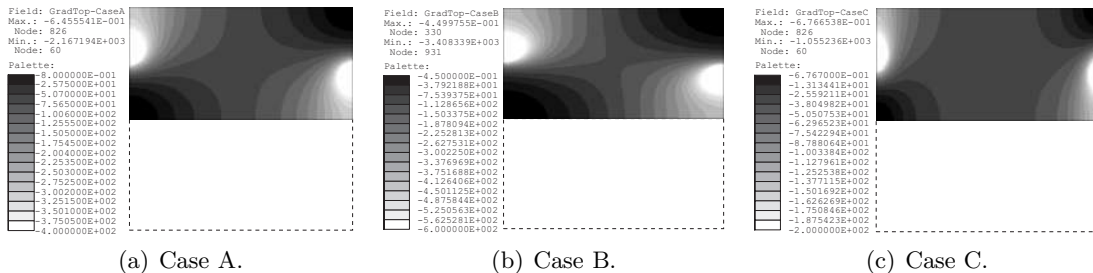 Field: GradTop-CaseA
Max.: -6.455541E-001
Node: 826
Min.: -2.167194E+003
Node: 60
Palette:
-8.000000E-001
-2.575000E+001
-5.070000E+001
-7.565000E+001
-1.006000E+002
-1.255500E+002
-1.505000E+002
-1.754500E+002
-2.004000E+002
-2.253500E+002
-2.503000E+002
-2.752500E+002
-3.002000E+002
-3.251500E+002
-3.501000E+002
-3.750500E+002
-4.000000E+002
(a) Case A.
Field: GradTop-CaseB
Max.: -4.499755E-001
Node: 330
Min.: -3.408339E+003
Node: 931
Palette:
-4.500000E-001
-3.792188E+001
-7.539375E+001
-1.128656E+002
-1.503375E+002
-1.878094E+002
-2.252813E+002
-2.627531E+002
-3.002250E+002
-3.376969E+002
-3.751688E+002
-4.126406E+002
-4.501125E+002
-4.875844E+002
-5.250563E+002
-5.625281E+002
-6.000000E+002
(b) Case B.
Field: GradTop-CaseC
Max.: -6.766538E-001
Node: 826
Min.: -1.055236E+003
Node: 60
Palette:
-6.767000E-001
-1.313441E+001
-2.559211E+001
-3.804982E+001
-5.050753E+001
-6.296523E+001
-7.542294E+001
-8.788064E+001
-1.003384E+002
-1.127961E+002
-1.252538E+002
-1.377115E+002
-1.501692E+002
-1.626269E+002
-1.750846E+002
-1.875423E+002
-2.000000E+002
(c) Case C.